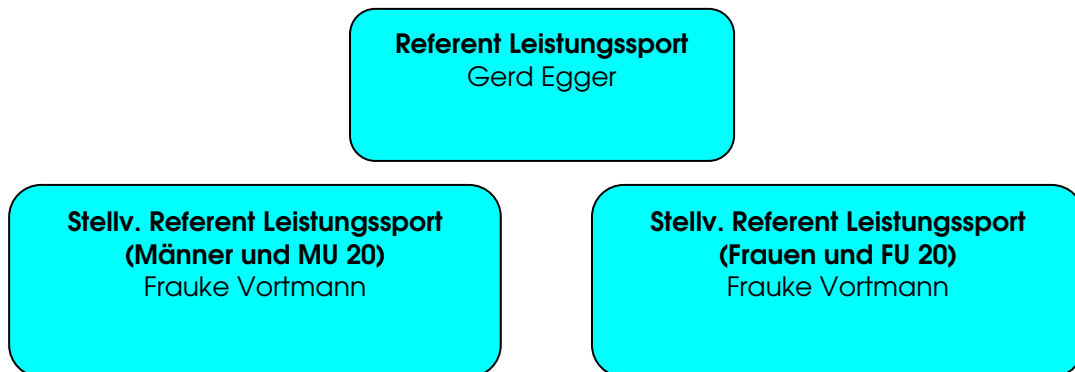 Referent Leistungssport
Gerd Egger
Stellv. Referent Leistungssport
(Männer und MU 20)
Frauke Vortmann
Stellv. Referent Leistungssport
(Frauen und FU 20)
Frauke Vortmann